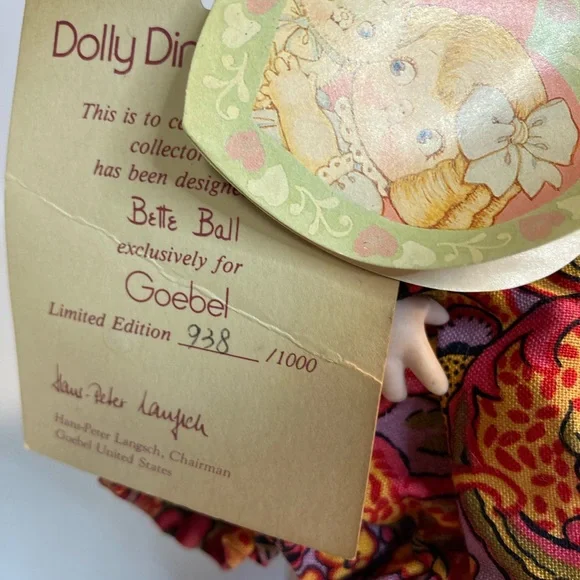 Dolly Din
This is to ce
collector
has been designe
Bette Ball
exclusively for
Goebel
Limited Edition 938 /1000
Hans-Peter Langsch
Hans-Peter Langsch, Chairman
Goebel United States